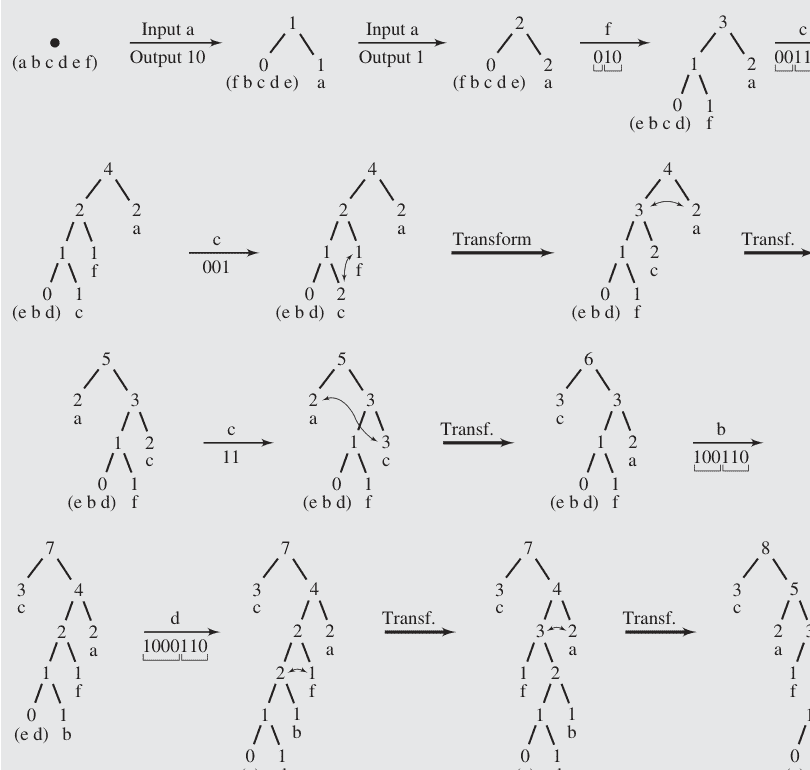 1 2 3
Input a Input a f c
(a b c d e f) Output 10 0 1 Output 1 0 2 010 1 2 0011
(f b c d e) a (f b c d e) a a
0 1
(e b c d) f
4 4 4
2 2 2 2 3 2
a c a Transform a Transf.
1 1 001 1 1 1 2
f f c
0 1 0 2 0 1
(e b d) c (e b d) c (e b d) f
5 5 6
2 3 2 3 3 3
a c a Transf. c b
1 2 11 1 3 1 2 100110
c c a
0 1 0 1 0 1
(e b d) f (e b d) f (e b d) f
7 7 7 8
3 4 3 4 3 4 3 5
c d c Transf. c Transf. c
2 2 1000110 2 2 3 2 2
a a a a
1 1 2 1 1 2 1
f f f f
0 1 1 1 1 1
(e d) b b b
0 1 0 1 0